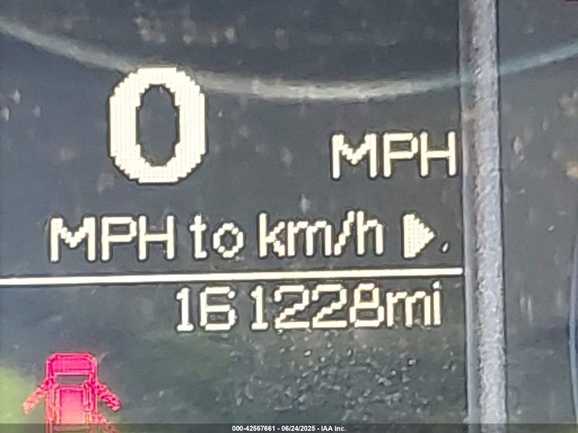 0 MPH
MPH to km/h
161228mi
000-42567661 - 06/24/2025 - IAA Inc.